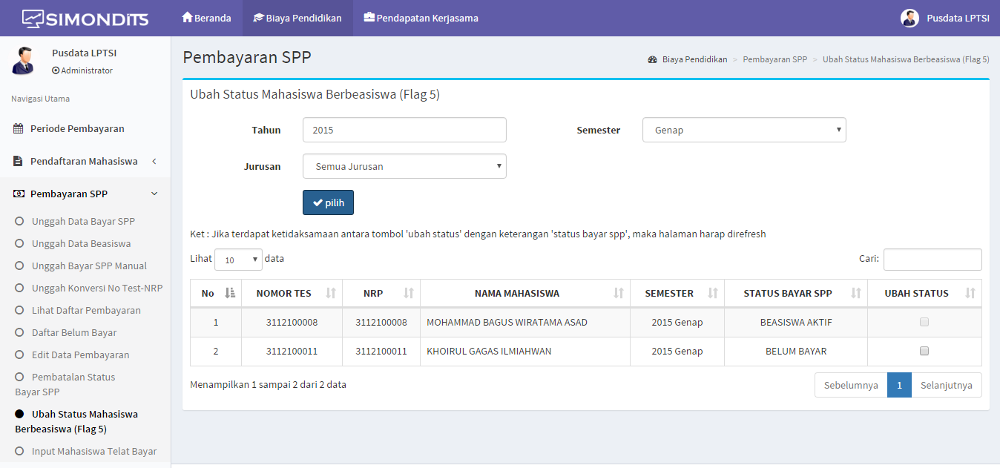 SIMONDITS Beranda Biaya Pendidikan Pendapatan Kerjasama Pusdata LPTSI
Pusdata LPTSI
Administrator
Navigasi Utama
Periode Pembayaran
Pendaftaran Mahasiswa
Pembayaran SPP
Unggah Data Bayar SPP
Unggah Data Beasiswa
Unggah Bayar SPP Manual
Unggah Konversi No Test-NRP
Lihat Daftar Pembayaran
Daftar Belum Bayar
Edit Data Pembayaran
Pembatalan Status
Bayar SPP
Ubah Status Mahasiswa
Berbeasiswa (Flag 5)
Input Mahasiswa Telat Bayar
Pembayaran SPP
Biaya Pendidikan > Pembayaran SPP > Ubah Status Mahasiswa Berbeasiswa (Flag 5)
Ubah Status Mahasiswa Berbeasiswa (Flag 5)
Tahun 2015 Semester Genap
Jurusan Semua Jurusan
pilih
Ket : Jika terdapat ketidaksamaan antara tombol 'ubah status' dengan keterangan 'status bayar spp', maka halaman harap direfresh
Lihat 10 data Cari:
No NOMOR TES NRP NAMA MAHASISWA SEMESTER STATUS BAYAR SPP UBAH STATUS
1 3112100008 3112100008 MOHAMMAD BAGUS WIRATAMA ASAD 2015 Genap BEASISWA AKTIF
2 3112100011 3112100011 KHOIRUL GAGAS ILMIAHWAN 2015 Genap BELUM BAYAR
Menampilkan 1 sampai 2 dari 2 data Sebelumnya 1 Selanjutnya